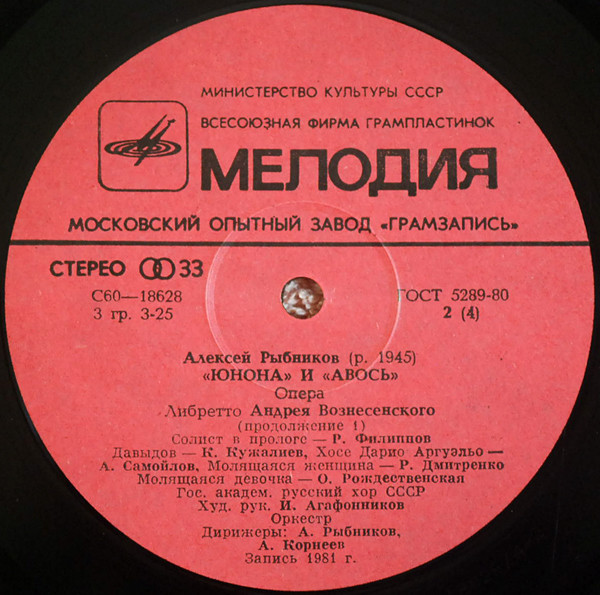 МИНИСТЕРСТВО КУЛЬТУРЫ СССР
ВСЕСОЮЗНАЯ ФИРМА ГРАМПЛАСТИНОК
МЕЛОДИЯ
МОСКОВСКИЙ ОПЫТНЫЙ ЗАВОД «ГРАМЗАПИСЬ»
СТЕРЕО 33
С60—18628 ГОСТ 5289-80
3 гр. 3-25 2 (4)
Алексей Рыбников (р. 1945)
«ЮНОНА» И «АВОСЬ»
Опера
Либретто Андрея Вознесенского
(продолжение 1)
Солист в прологе — Р. Филиппов
Давыдов — К. Кужалиев, Хосе Дарио Аргуэльо —
А. Самойлов, Молящаяся женщина — Р. Дмитренко
Молящаяся девочка — О. Рождественская
Гос. академ. русский хор СССР
Худ. рук. И. Агафонников
Оркестр
Дирижеры: А. Рыбников,
А. Корнеев
Запись 1981 г.